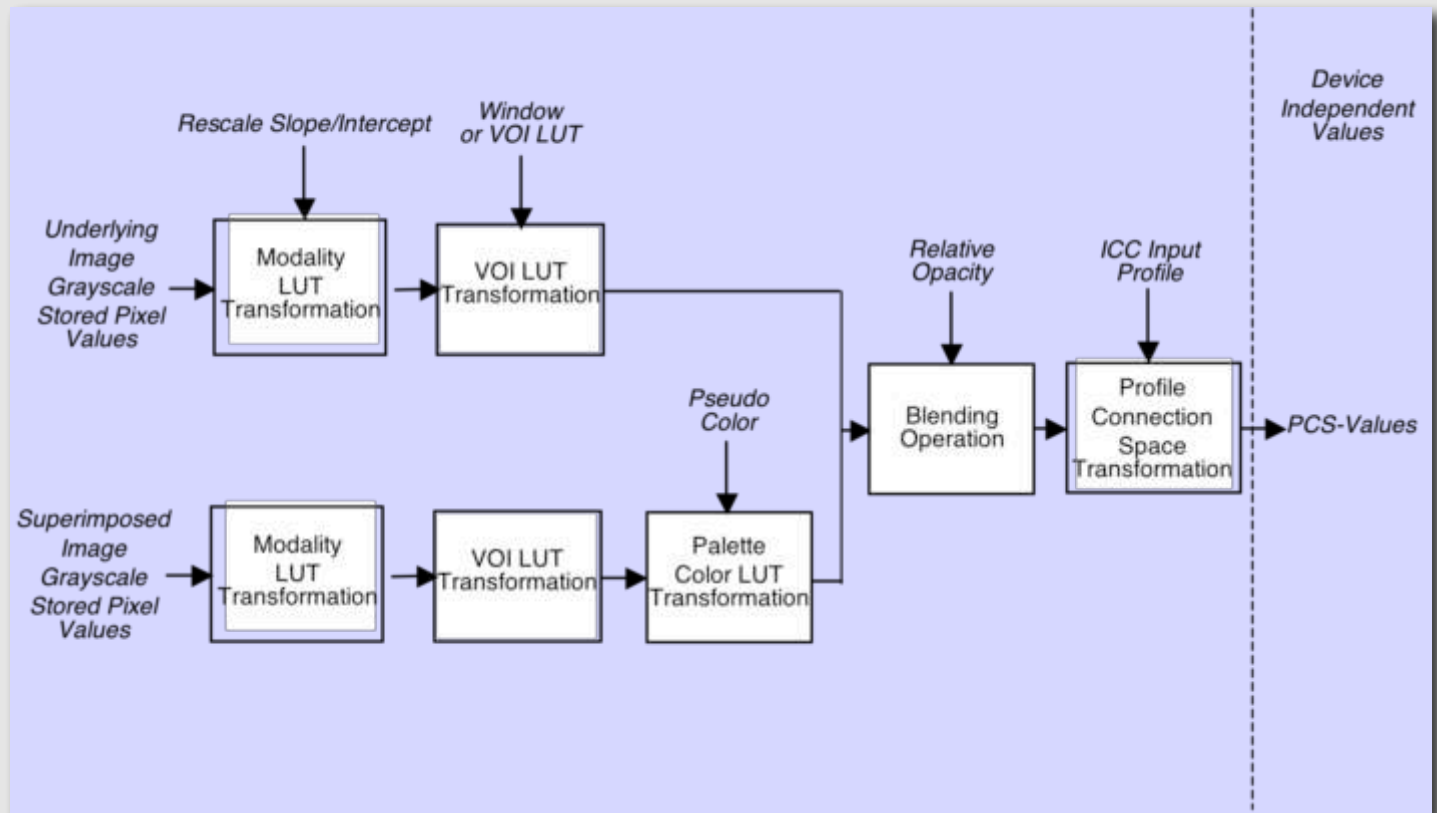 Rescale Slope/Intercept
Window
or VOI LUT
Device
Independent
Values
Underlying
Image
Grayscale
Stored Pixel
Values
Modality
LUT
Transformation
VOI LUT
Transformation
Relative
Opacity
ICC Input
Profile
Pseudo
Color
Blending
Operation
Profile
Connection
Space
Transformation
PCS-Values
Superimposed
Image
Grayscale
Stored Pixel
Values
Modality
LUT
Transformation
VOI LUT
Transformation
Palette
Color LUT
Transformation